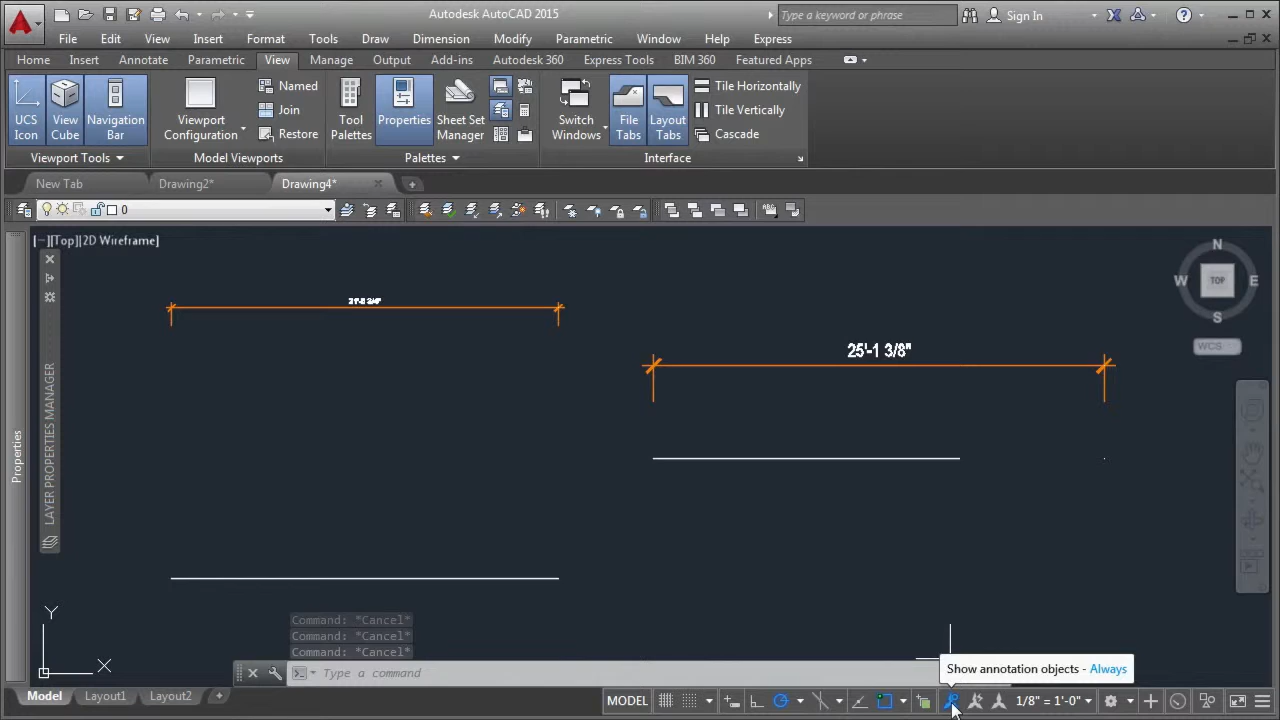 Autodesk AutoCAD 2015
Type a keyword or phrase
Sign In
File Edit View Insert Format Tools Draw Dimension Modify Parametric Window Help Express
Home Insert Annotate Parametric View Manage Output Add-ins Autodesk 360 Express Tools BIM 360 Featured Apps
UCS Icon
View Cube
Navigation Bar
Viewport Configuration
Named
Join
Restore
Tool Palettes
Properties
Sheet Set Manager
Switch Windows
File Tabs
Layout Tabs
Tile Horizontally
Tile Vertically
Cascade
Viewport Tools
Model Viewports
Palettes
Interface
New Tab
Drawing2*
Drawing4*
0
[−][Top][2D Wireframe]
N
W
TOP
E
S
WCS
25'-1 3/8"
Properties
LAYER PROPERTIES MANAGER
Y
X
Command: *Cancel*
Command: *Cancel*
Command: *Cancel*
Type a command
Show annotation objects - Always
Model
Layout1
Layout2
MODEL
1/8" = 1'-0"